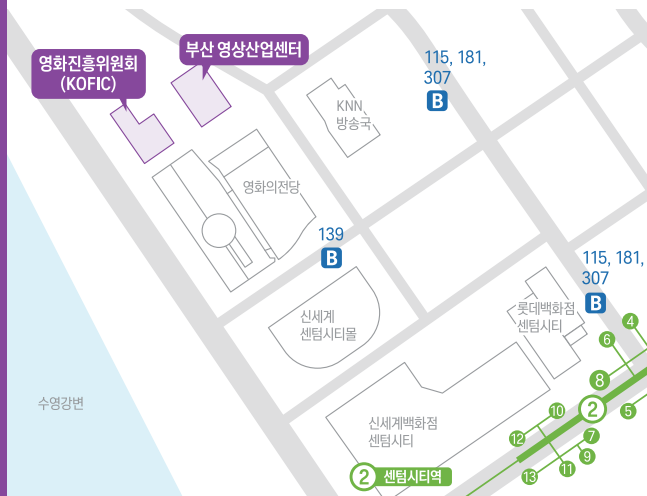 영화진흥위원회
(KOFIC)
부산 영상산업센터
115, 181,
307
B
KNN
방송국
영화의전당
139
B
115, 181,
307
B
신세계
센텀시티몰
롯데백화점
센텀시티
4
6
8
2
5
수영강변
신세계백화점
센텀시티
10
12
7
9
11
13
2 센텀시티역